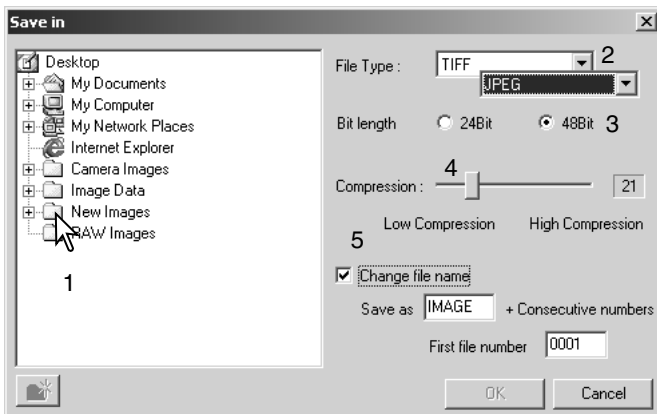 Save in
Desktop
My Documents
My Computer
My Network Places
Internet Explorer
Camera Images
Image Data
New Images
RAW Images
1
File Type :
TIFF
2
JPEG
Bit length
24Bit
48Bit
3
4
Compression :
21
Low Compression
High Compression
5
Change file name
Save as
IMAGE
+ Consecutive numbers
First file number
0001
OK
Cancel